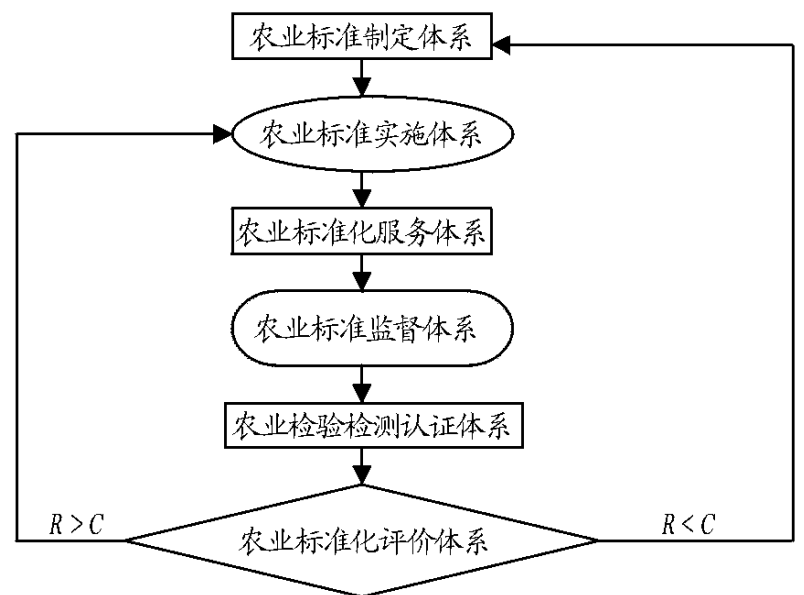 农业标准制定体系
农业标准实施体系
农业标准化服务体系
农业标准监督体系
农业检验检测认证体系
R>C
农业标准化评价体系
R<C